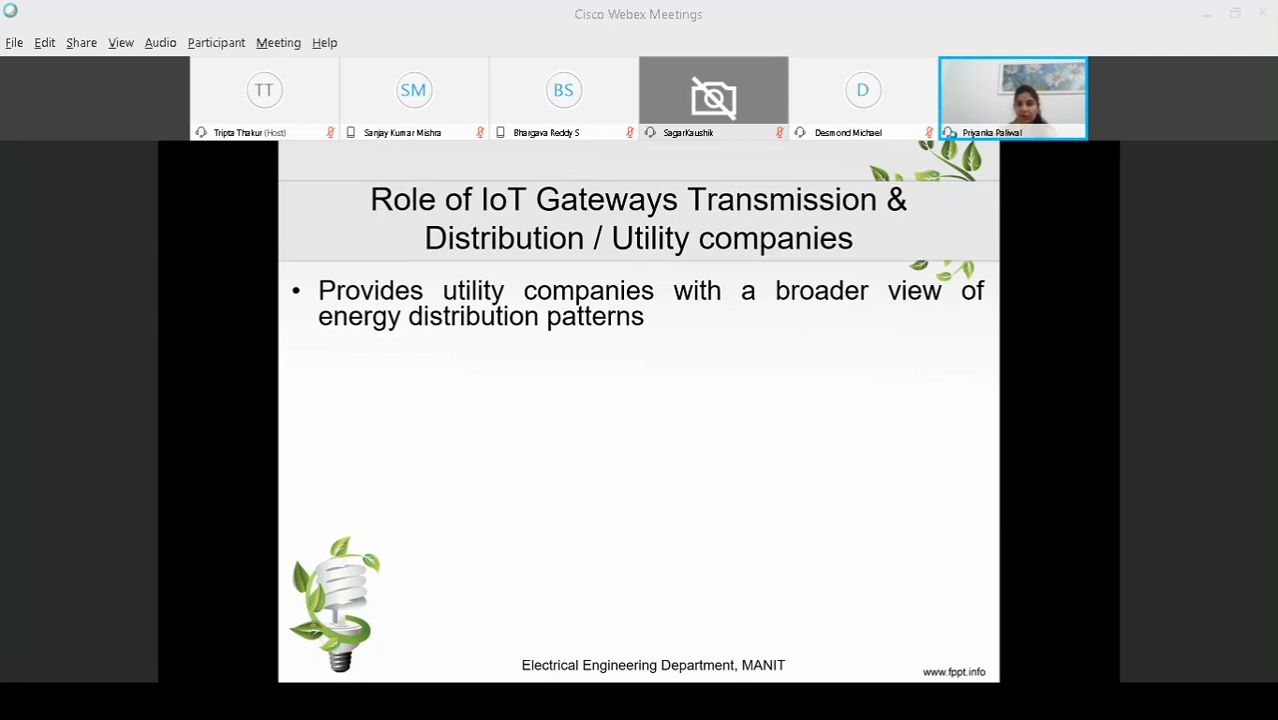 Cisco Webex Meetings
File Edit Share View Audio Participant Meeting Help
TT SM BS D
Tripta Thakur (Host) Sanjay Kumar Mishra Bhargava Reddy S SagarKaushik Desmond Michael Priyanka Paliwal
Role of IoT Gateways Transmission &
Distribution / Utility companies
• Provides utility companies with a broader view of
energy distribution patterns
Electrical Engineering Department, MANIT
www.fppt.info